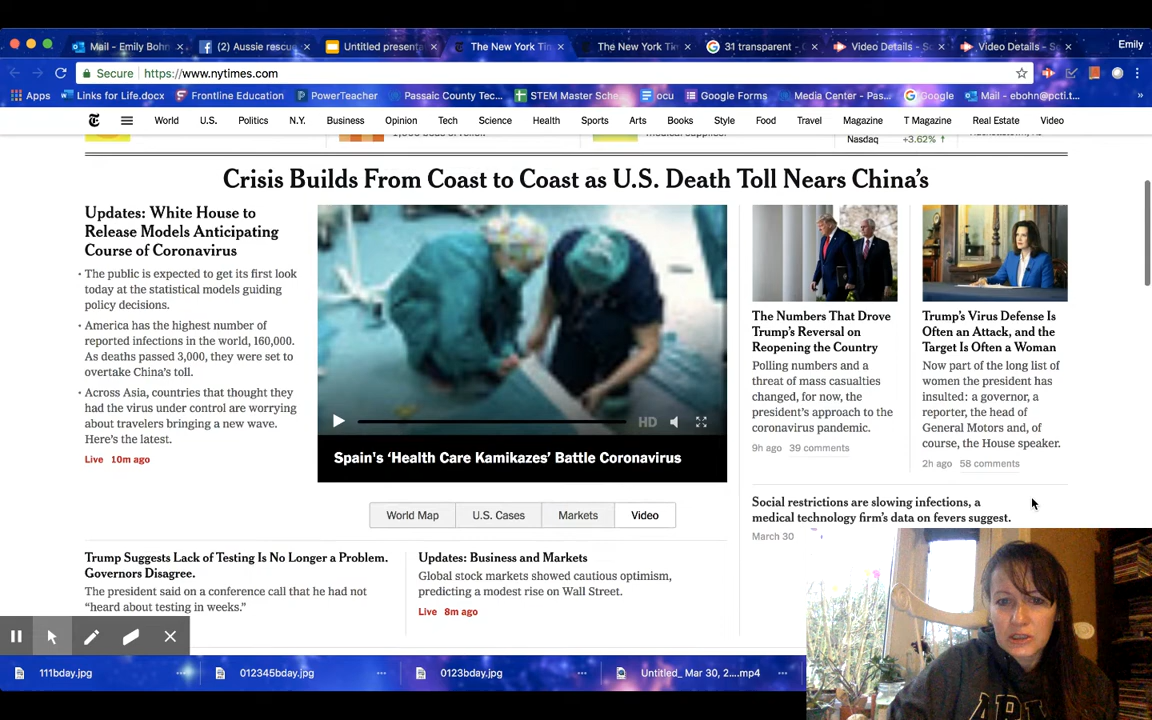 Mail - Emily Bohn
(2) Aussie rescu
Untitled present
The New York Tim
The New York Tim
31 transparent -
Video Details - Sc
Video Details - Sc
Emily
Secure
https://www.nytimes.com
Apps
Links for Life.docx
Frontline Education
PowerTeacher
Passaic County Tec...
STEM Master Sche...
ocu
Google Forms
Media Center - Pas...
Google
Mail - ebohn@pcti.t...
»
World
U.S.
Politics
N.Y.
Business
Opinion
Tech
Science
Health
Sports
Arts
Books
Style
Food
Travel
Magazine
T Magazine
Real Estate
Video
Nasdaq +3.62% ↑
Crisis Builds From Coast to Coast as U.S. Death Toll Nears China's
Updates: White House to
Release Models Anticipating
Course of Coronavirus
• The public is expected to get its first look
today at the statistical models guiding
policy decisions.
• America has the highest number of
reported infections in the world, 160,000.
As deaths passed 3,000, they were set to
overtake China's toll.
• Across Asia, countries that thought they
had the virus under control are worrying
about travelers bringing a new wave.
Here's the latest.
Live 10m ago
HD
Spain's 'Health Care Kamikazes' Battle Coronavirus
World Map
U.S. Cases
Markets
Video
Trump Suggests Lack of Testing Is No Longer a Problem.
Governors Disagree.
The president said on a conference call that he had not
"heard about testing in weeks."
Updates: Business and Markets
Global stock markets showed cautious optimism,
predicting a modest rise on Wall Street.
Live 8m ago
The Numbers That Drove
Trump's Reversal on
Reopening the Country
Polling numbers and a
threat of mass casualties
changed, for now, the
president's approach to the
coronavirus pandemic.
9h ago 39 comments
Trump's Virus Defense Is
Often an Attack, and the
Target Is Often a Woman
Now part of the long list of
women the president has
insulted: a governor, a
reporter, the head of
General Motors and, of
course, the House speaker.
2h ago 58 comments
Social restrictions are slowing infections, a
medical technology firm's data on fevers suggest.
March 30
111bday.jpg
012345bday.jpg
0123bday.jpg
Untitled_ Mar 30, 2....mp4